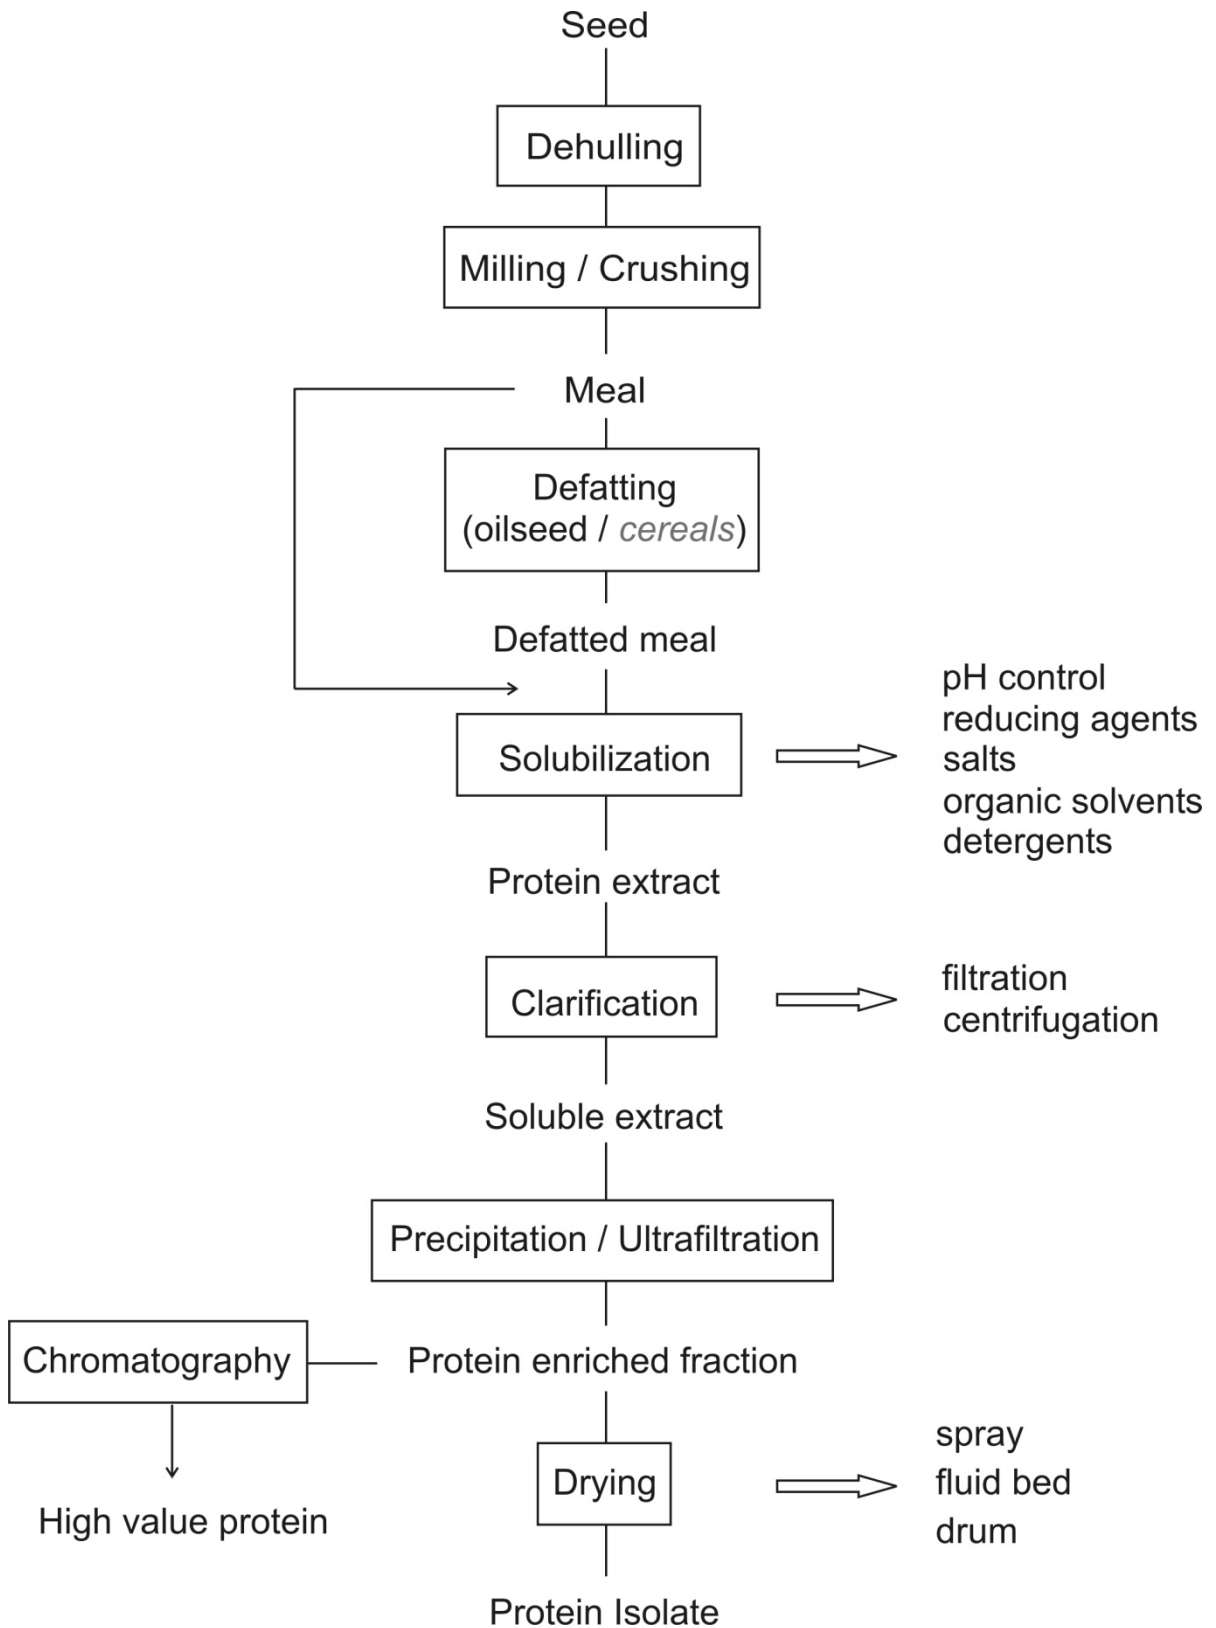 Seed
Dehulling
Milling / Crushing
Meal
Defatting
(oilseed / cereals)
Defatted meal
Solubilization
pH control
reducing agents
salts
organic solvents
detergents
Protein extract
Clarification
filtration
centrifugation
Soluble extract
Precipitation / Ultrafiltration
Chromatography
Protein enriched fraction
High value protein
Drying
spray
fluid bed
drum
Protein Isolate